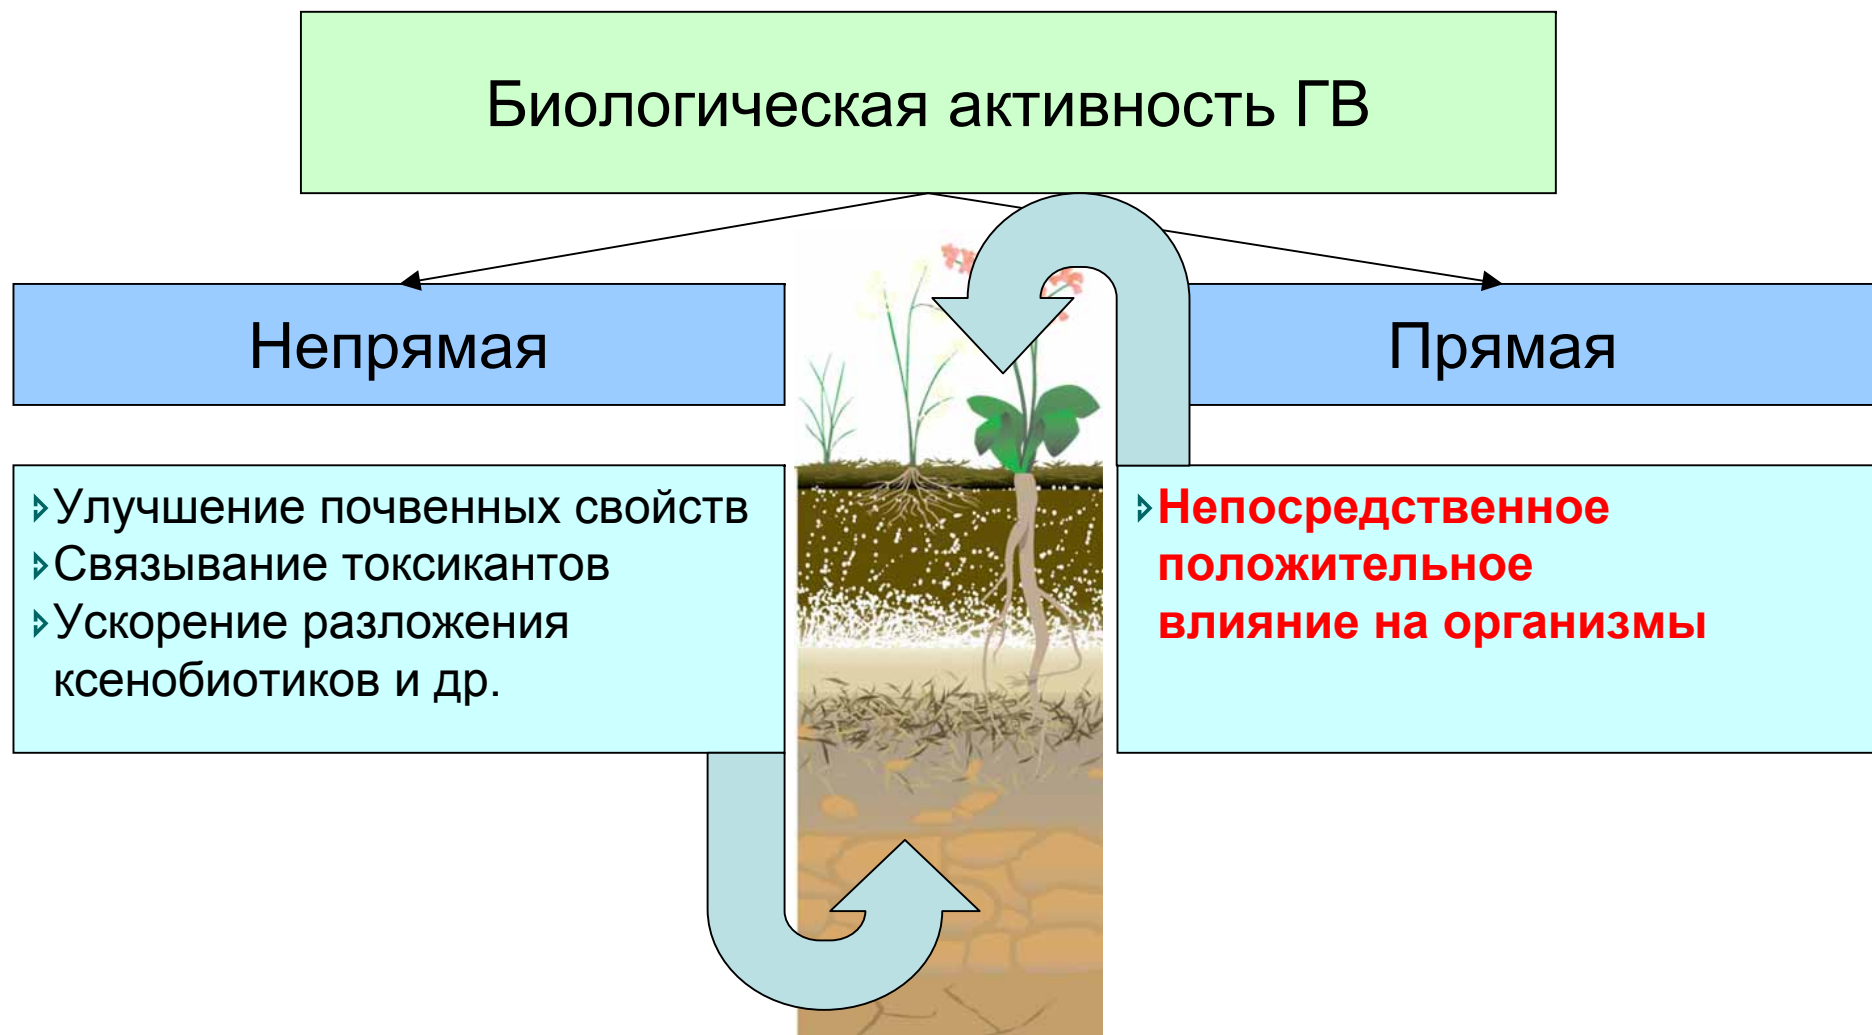 Биологическая активность ГВ
Непрямая
Прямая
Улучшение почвенных свойств
Связывание токсикантов
Ускорение разложения
ксенобиотиков и др.
Непосредственное
положительное
влияние на организмы